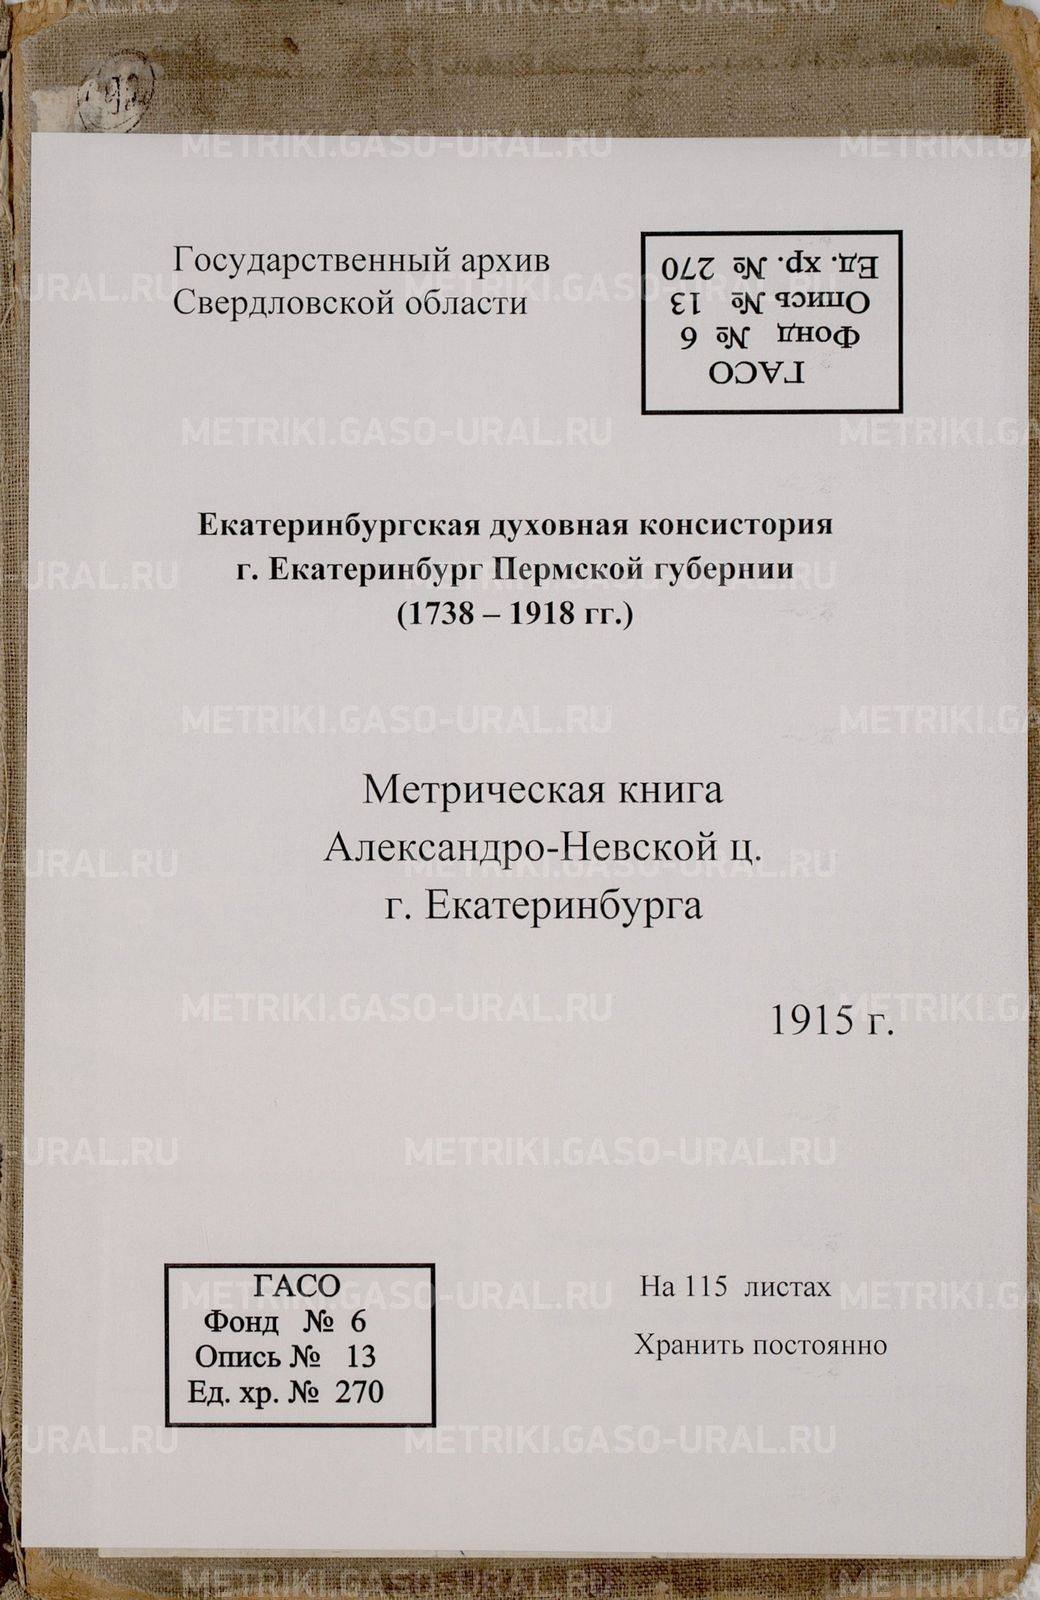 Государственный архив
Свердловской области
ГАСО
Фонд № 6
Опись № 13
Ед. хр. № 270
Екатеринбургская духовная консистория
г. Екатеринбург Пермской губернии
(1738 – 1918 гг.)
Метрическая книга
Александро-Невской ц.
г. Екатеринбурга
1915 г.
ГАСО
Фонд № 6
Опись № 13
Ед. хр. № 270
На 115 листах
Хранить постоянно
METRIKI.GASO-URAL.RU